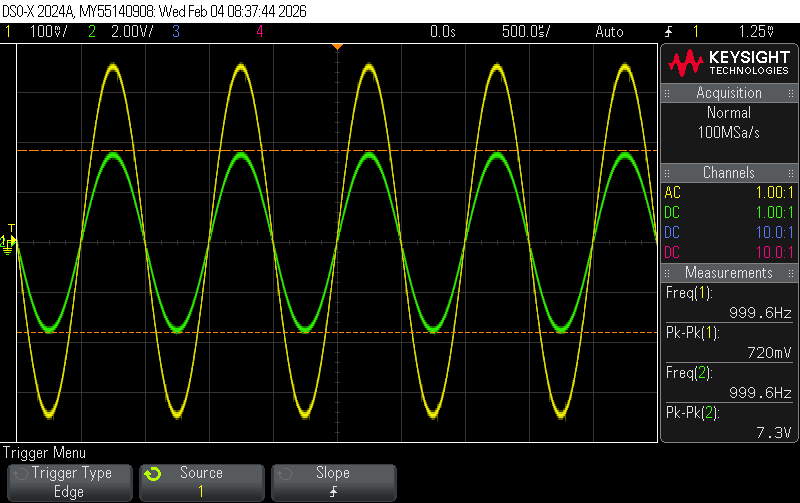 DSO-X 2024A, MY55140908: Wed Feb 04 08:37:44 2026
1 100mV/ 2 2.00V/ 3 4 0.0s 500.0us/ Auto 1 1.25mV
KEYSIGHT
TECHNOLOGIES
Acquisition
Normal
100MSa/s
Channels
AC 1.00:1
DC 1.00:1
DC 10.0:1
DC 10.0:1
Measurements
Freq(1):
999.6Hz
Pk-Pk(1):
720mV
Freq(2):
999.6Hz
Pk-Pk(2):
7.3V
T
Trigger Menu
Trigger Type Source Slope
Edge 1